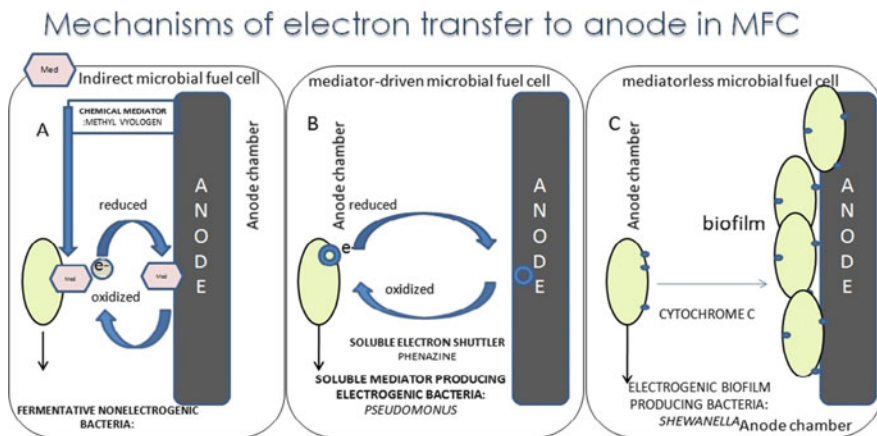 Mechanisms of electron transfer to anode in MFC
Med
Indirect microbial fuel cell
CHEMICAL MEDIATOR
:METHYL VYOLOGEN
A
ANODE
Anode chamber
reduced
Med
e-
Med
oxidized
FERMENTATIVE NONELECTROGENIC
BACTERIA:
mediator-driven microbial fuel cell
B
Anode chamber
ANODE
reduced
e-
oxidized
SOLUBLE ELECTRON SHUTTLER
PHENAZINE
SOLUBLE MEDIATOR PRODUCING
ELECTROGENIC BACTERIA:
PSEUDOMONUS
mediatorless microbial fuel cell
C
Anode chamber
ANODE
biofilm
CYTOCHROME C
ELECTROGENIC BIOFILM
PRODUCING BACTERIA:
SHEWANELLA
Anode chamber